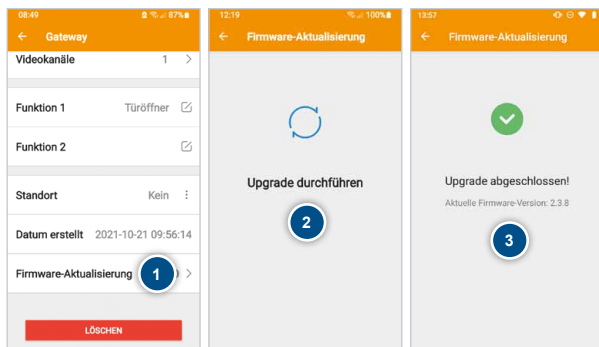 08:49 87%
← Gateway
Videokanäle 1 >
Funktion 1 Türöffner
Funktion 2
Standort Kein ⋮
Datum erstellt 2021-10-21 09:56:14
Firmware-Aktualisierung 1 ) >
LÖSCHEN
12:19 100%
← Firmware-Aktualisierung
Upgrade durchführen
2
13:57
← Firmware-Aktualisierung
Upgrade abgeschlossen!
Aktuelle Firmware-Version: 2.3.8
3